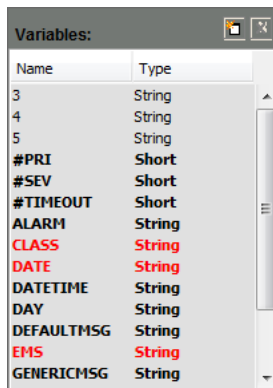 Variables:
Name Type
3 String
4 String
5 String
#PRI Short
#SEV Short
#TIMEOUT Short
ALARM String
CLASS String
DATE String
DATETIME String
DAY String
DEFAULTMSG String
EMS String
GENERICMSG String